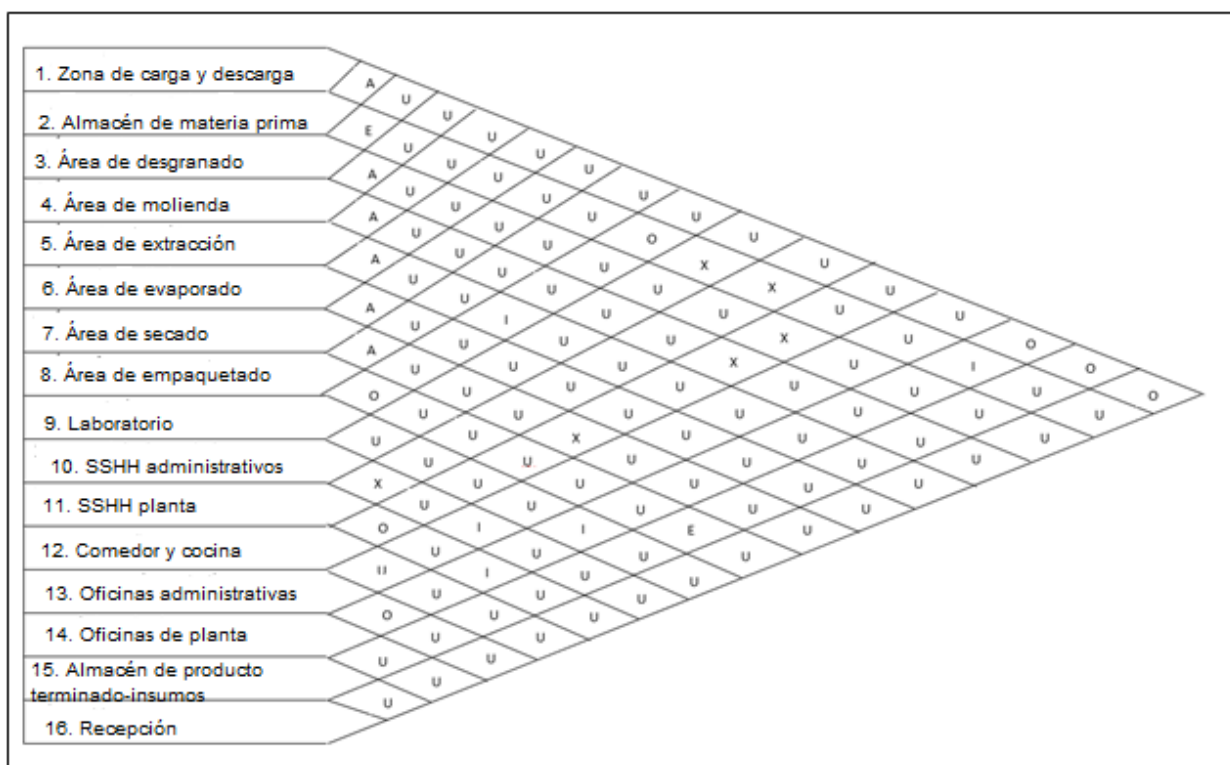 1. Zona de carga y descarga
2. Almacén de materia prima
3. Área de desgranado
4. Área de molienda
5. Área de extracción
6. Área de evaporado
7. Área de secado
8. Área de empaquetado
9. Laboratorio
10. SSHH administrativos
11. SSHH planta
12. Comedor y cocina
13. Oficinas administrativas
14. Oficinas de planta
15. Almacén de producto
terminado-insumos
16. Recepción
A U U U U U U U U U U U O O O
E U U U U U O X X U U I U U
A U U U U U U U X U U U U
A U U U U U U X U U U U
A U U I U U U U U U U
A U U U U U U U U U
A U U U X U U U U
O U U U U U E U
U U U U I U U
X U I U U U
O U I U U
U U U U
O U U
U U
U